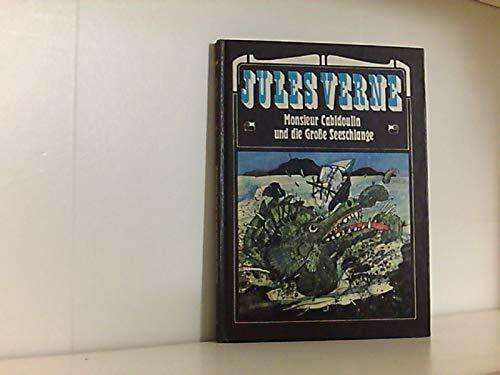 JULES VERNE
Monsieur Cabidoulin
und die Große Seeschlange